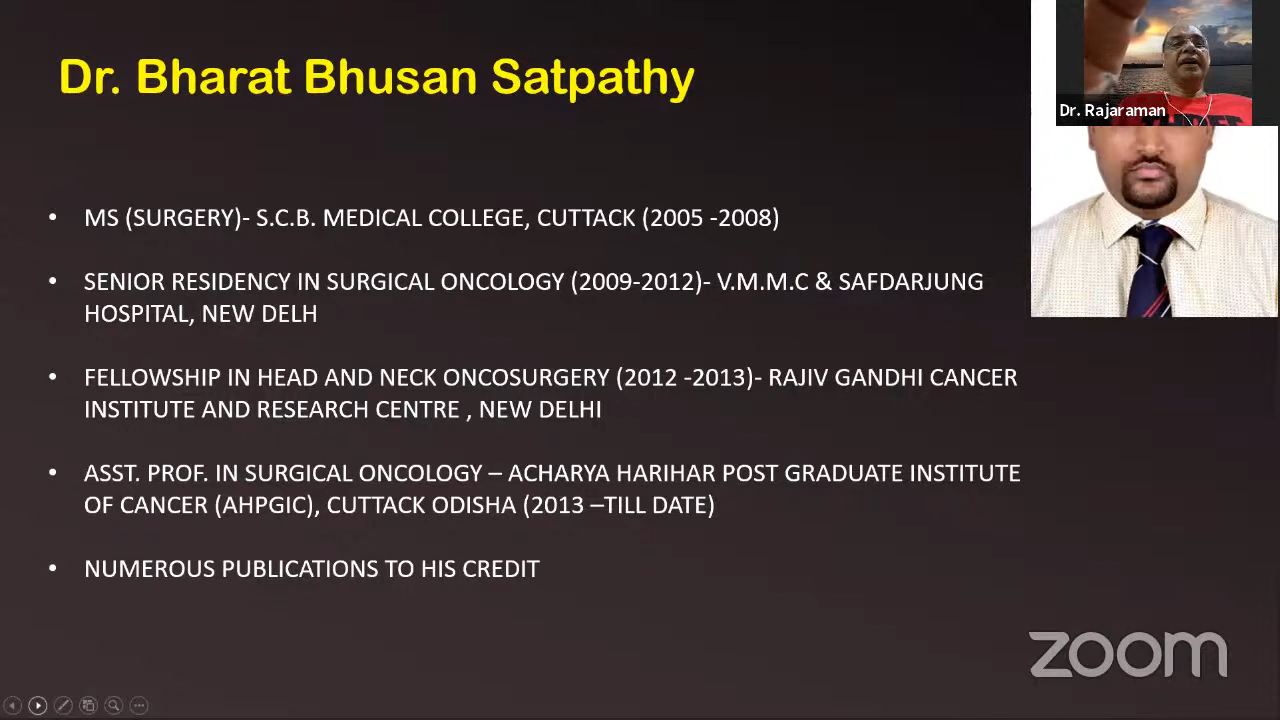 Dr. Bharat Bhusan Satpathy
Dr. Rajaraman
• MS (SURGERY)- S.C.B. MEDICAL COLLEGE, CUTTACK (2005 -2008)
• SENIOR RESIDENCY IN SURGICAL ONCOLOGY (2009-2012)- V.M.M.C & SAFDARJUNG
HOSPITAL, NEW DELH
• FELLOWSHIP IN HEAD AND NECK ONCOSURGERY (2012 -2013)- RAJIV GANDHI CANCER
INSTITUTE AND RESEARCH CENTRE , NEW DELHI
• ASST. PROF. IN SURGICAL ONCOLOGY – ACHARYA HARIHAR POST GRADUATE INSTITUTE
OF CANCER (AHPGIC), CUTTACK ODISHA (2013 –TILL DATE)
• NUMEROUS PUBLICATIONS TO HIS CREDIT
zoom